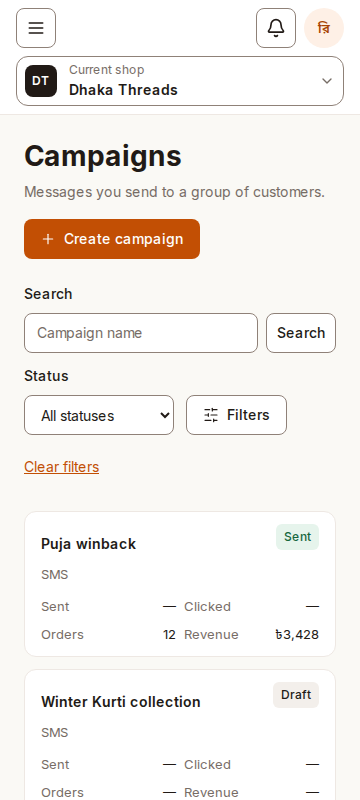 রি
DT
Current shop
Dhaka Threads
Campaigns
Messages you send to a group of customers.
Create campaign
Search
Campaign name
Search
Status
All statuses
Filters
Clear filters
Puja winback
Sent
SMS
Sent — Clicked —
Orders 12 Revenue ৳3,428
Winter Kurti collection
Draft
SMS
Sent — Clicked —
Orders — Revenue —